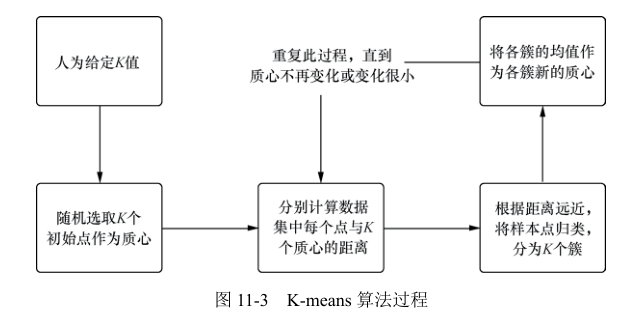 人为给定K值
重复此过程，直到
质心不再变化或变化很小
将各簇的均值作
为各簇新的质心
随机选取K个
初始点作为质心
分别计算数据
集中每个点与K
个质心的距离
根据距离远近，
将样本点归类，
分为K个簇
图 11-3 K-means 算法过程